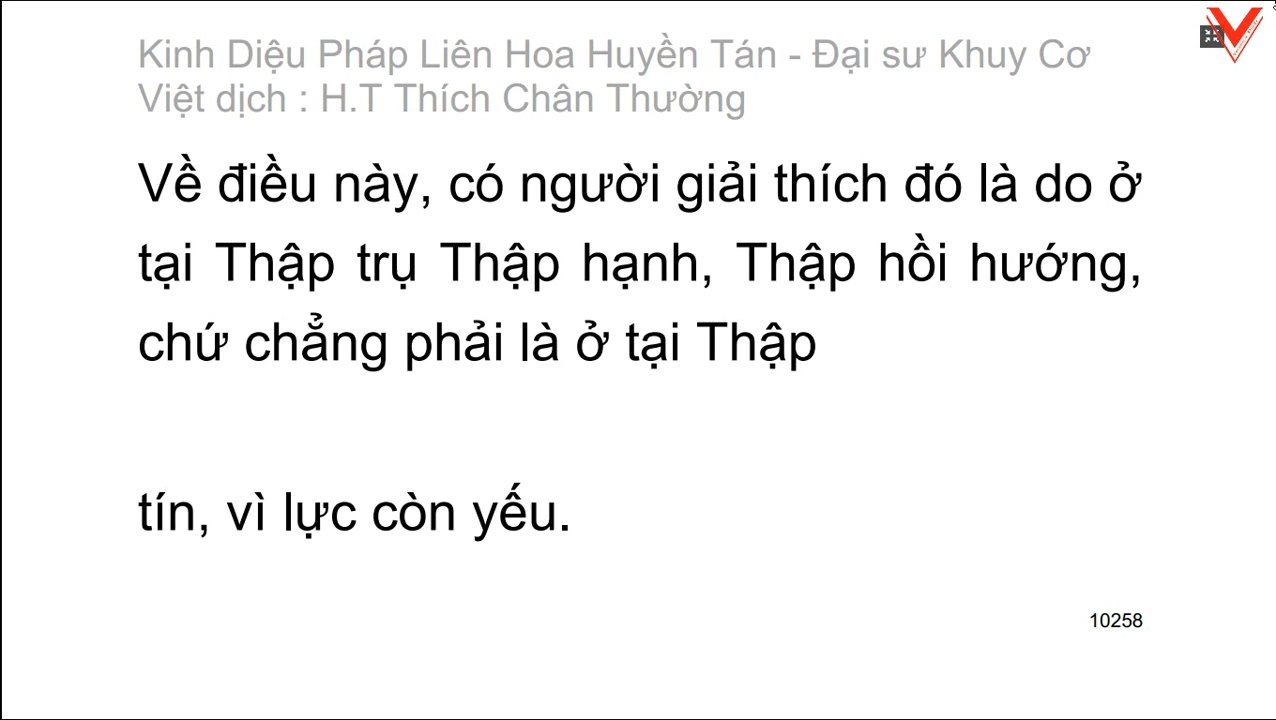 Kinh Diệu Pháp Liên Hoa Huyền Tán - Đại sư Khuy Cơ
Việt dịch : H.T Thích Chân Thường
Về điều này, có người giải thích đó là do ở
tại Thập trụ Thập hạnh, Thập hồi hướng,
chứ chẳng phải là ở tại Thập
tín, vì lực còn yếu.
10258